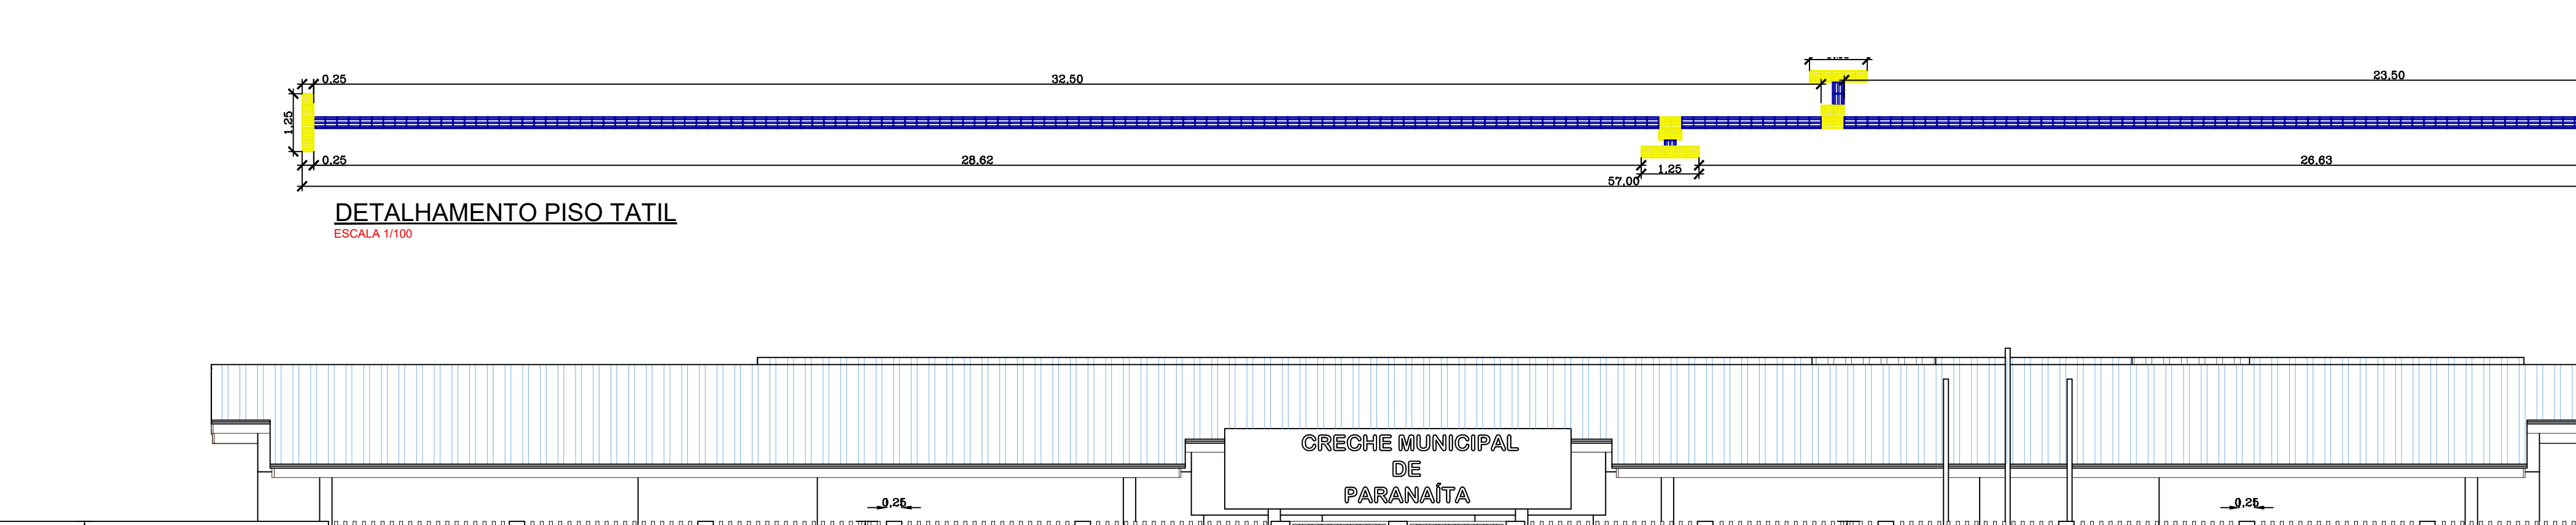 0,25
32,50
23,50
1,25
0,25
28,62
1,25
26,63
57,00
DETALHAMENTO PISO TATIL
ESCALA 1/100
CRECHE MUNICIPAL
DE
PARANAÍTA
0,25
0,25